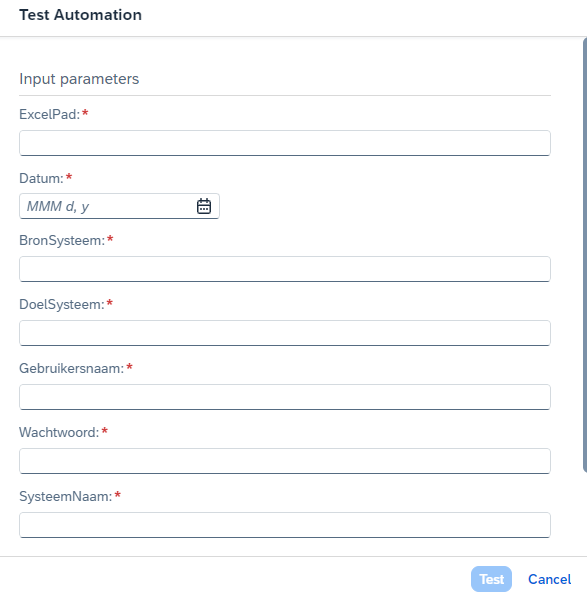 Test Automation
Input parameters
ExcelPad:*
Datum:*
MMM d, y
BronSysteem:*
DoelSysteem:*
Gebruikersnaam:*
Wachtwoord:*
SysteemNaam:*
Test Cancel